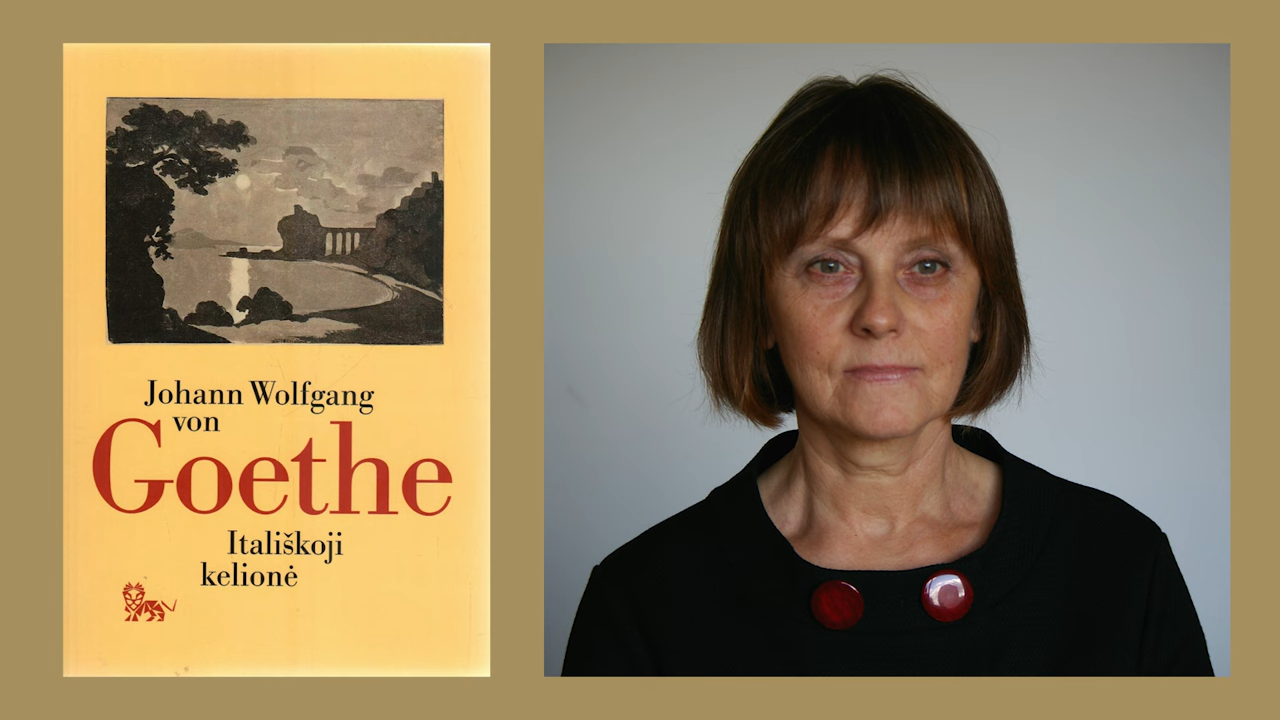 Johann Wolfgang
von
Goethe
Itališkoji
kelionė